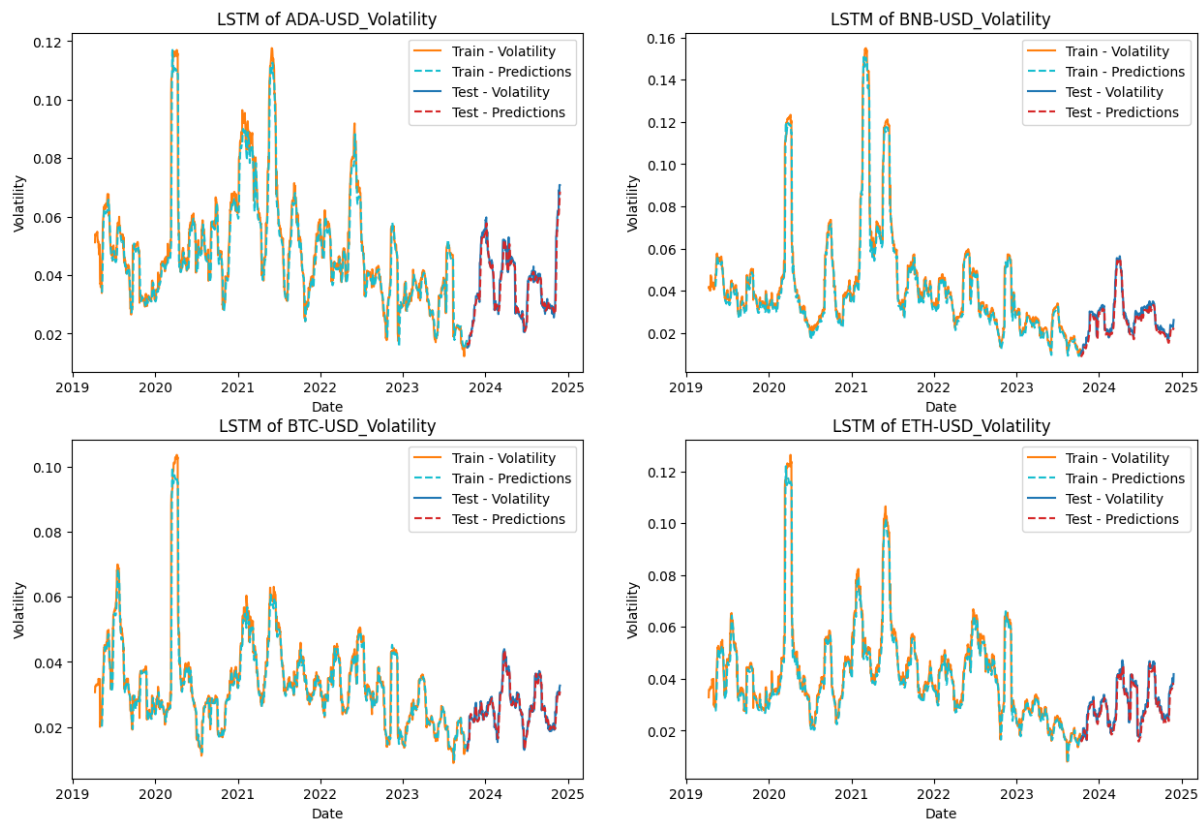 LSTM of ADA-USD_Volatility
Volatility
0.12
0.10
0.08
0.06
0.04
0.02
Train - Volatility
Train - Predictions
Test - Volatility
Test - Predictions
2019 2020 2021 2022 2023 2024 2025
Date
LSTM of BNB-USD_Volatility
Volatility
0.16
0.14
0.12
0.10
0.08
0.06
0.04
0.02
Train - Volatility
Train - Predictions
Test - Volatility
Test - Predictions
2019 2020 2021 2022 2023 2024 2025
Date
LSTM of BTC-USD_Volatility
Volatility
0.10
0.08
0.06
0.04
0.02
Train - Volatility
Train - Predictions
Test - Volatility
Test - Predictions
2019 2020 2021 2022 2023 2024 2025
Date
LSTM of ETH-USD_Volatility
Volatility
0.12
0.10
0.08
0.06
0.04
0.02
Train - Volatility
Train - Predictions
Test - Volatility
Test - Predictions
2019 2020 2021 2022 2023 2024 2025
Date